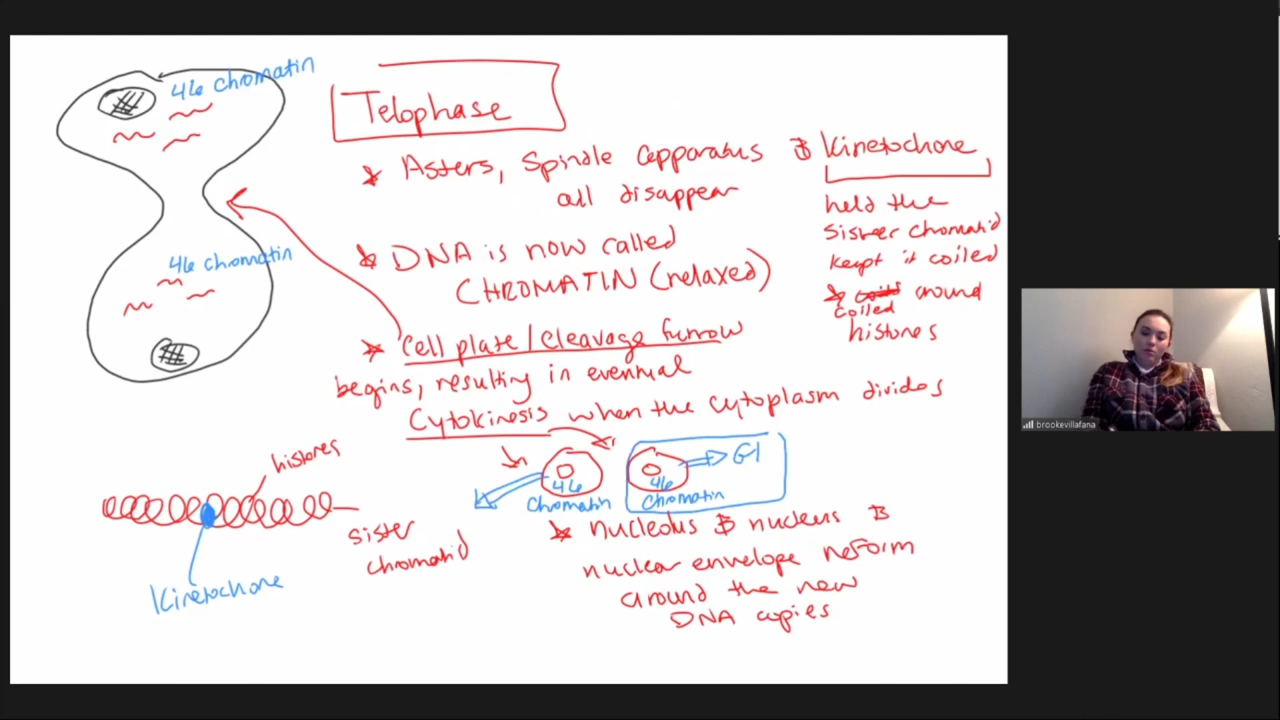 46 chromatin
Telophase
* Asters, Spindle apparatus & Kinetochore
all disappear
held the
sister chromatid
kept it coiled
* coiled around
histones
* DNA is now called
CHROMATIN (relaxed)
46 chromatin
* Cell plate / cleavage furrow
begins, resulting in eventual
Cytokinesis when the cytoplasm divides
46
chromatin
46
chromatin
G1
histones
sister
chromatid
Kinetochore
* nucleolus & nucleus &
nuclear envelope reform
around the new
DNA copies
brookevillafana